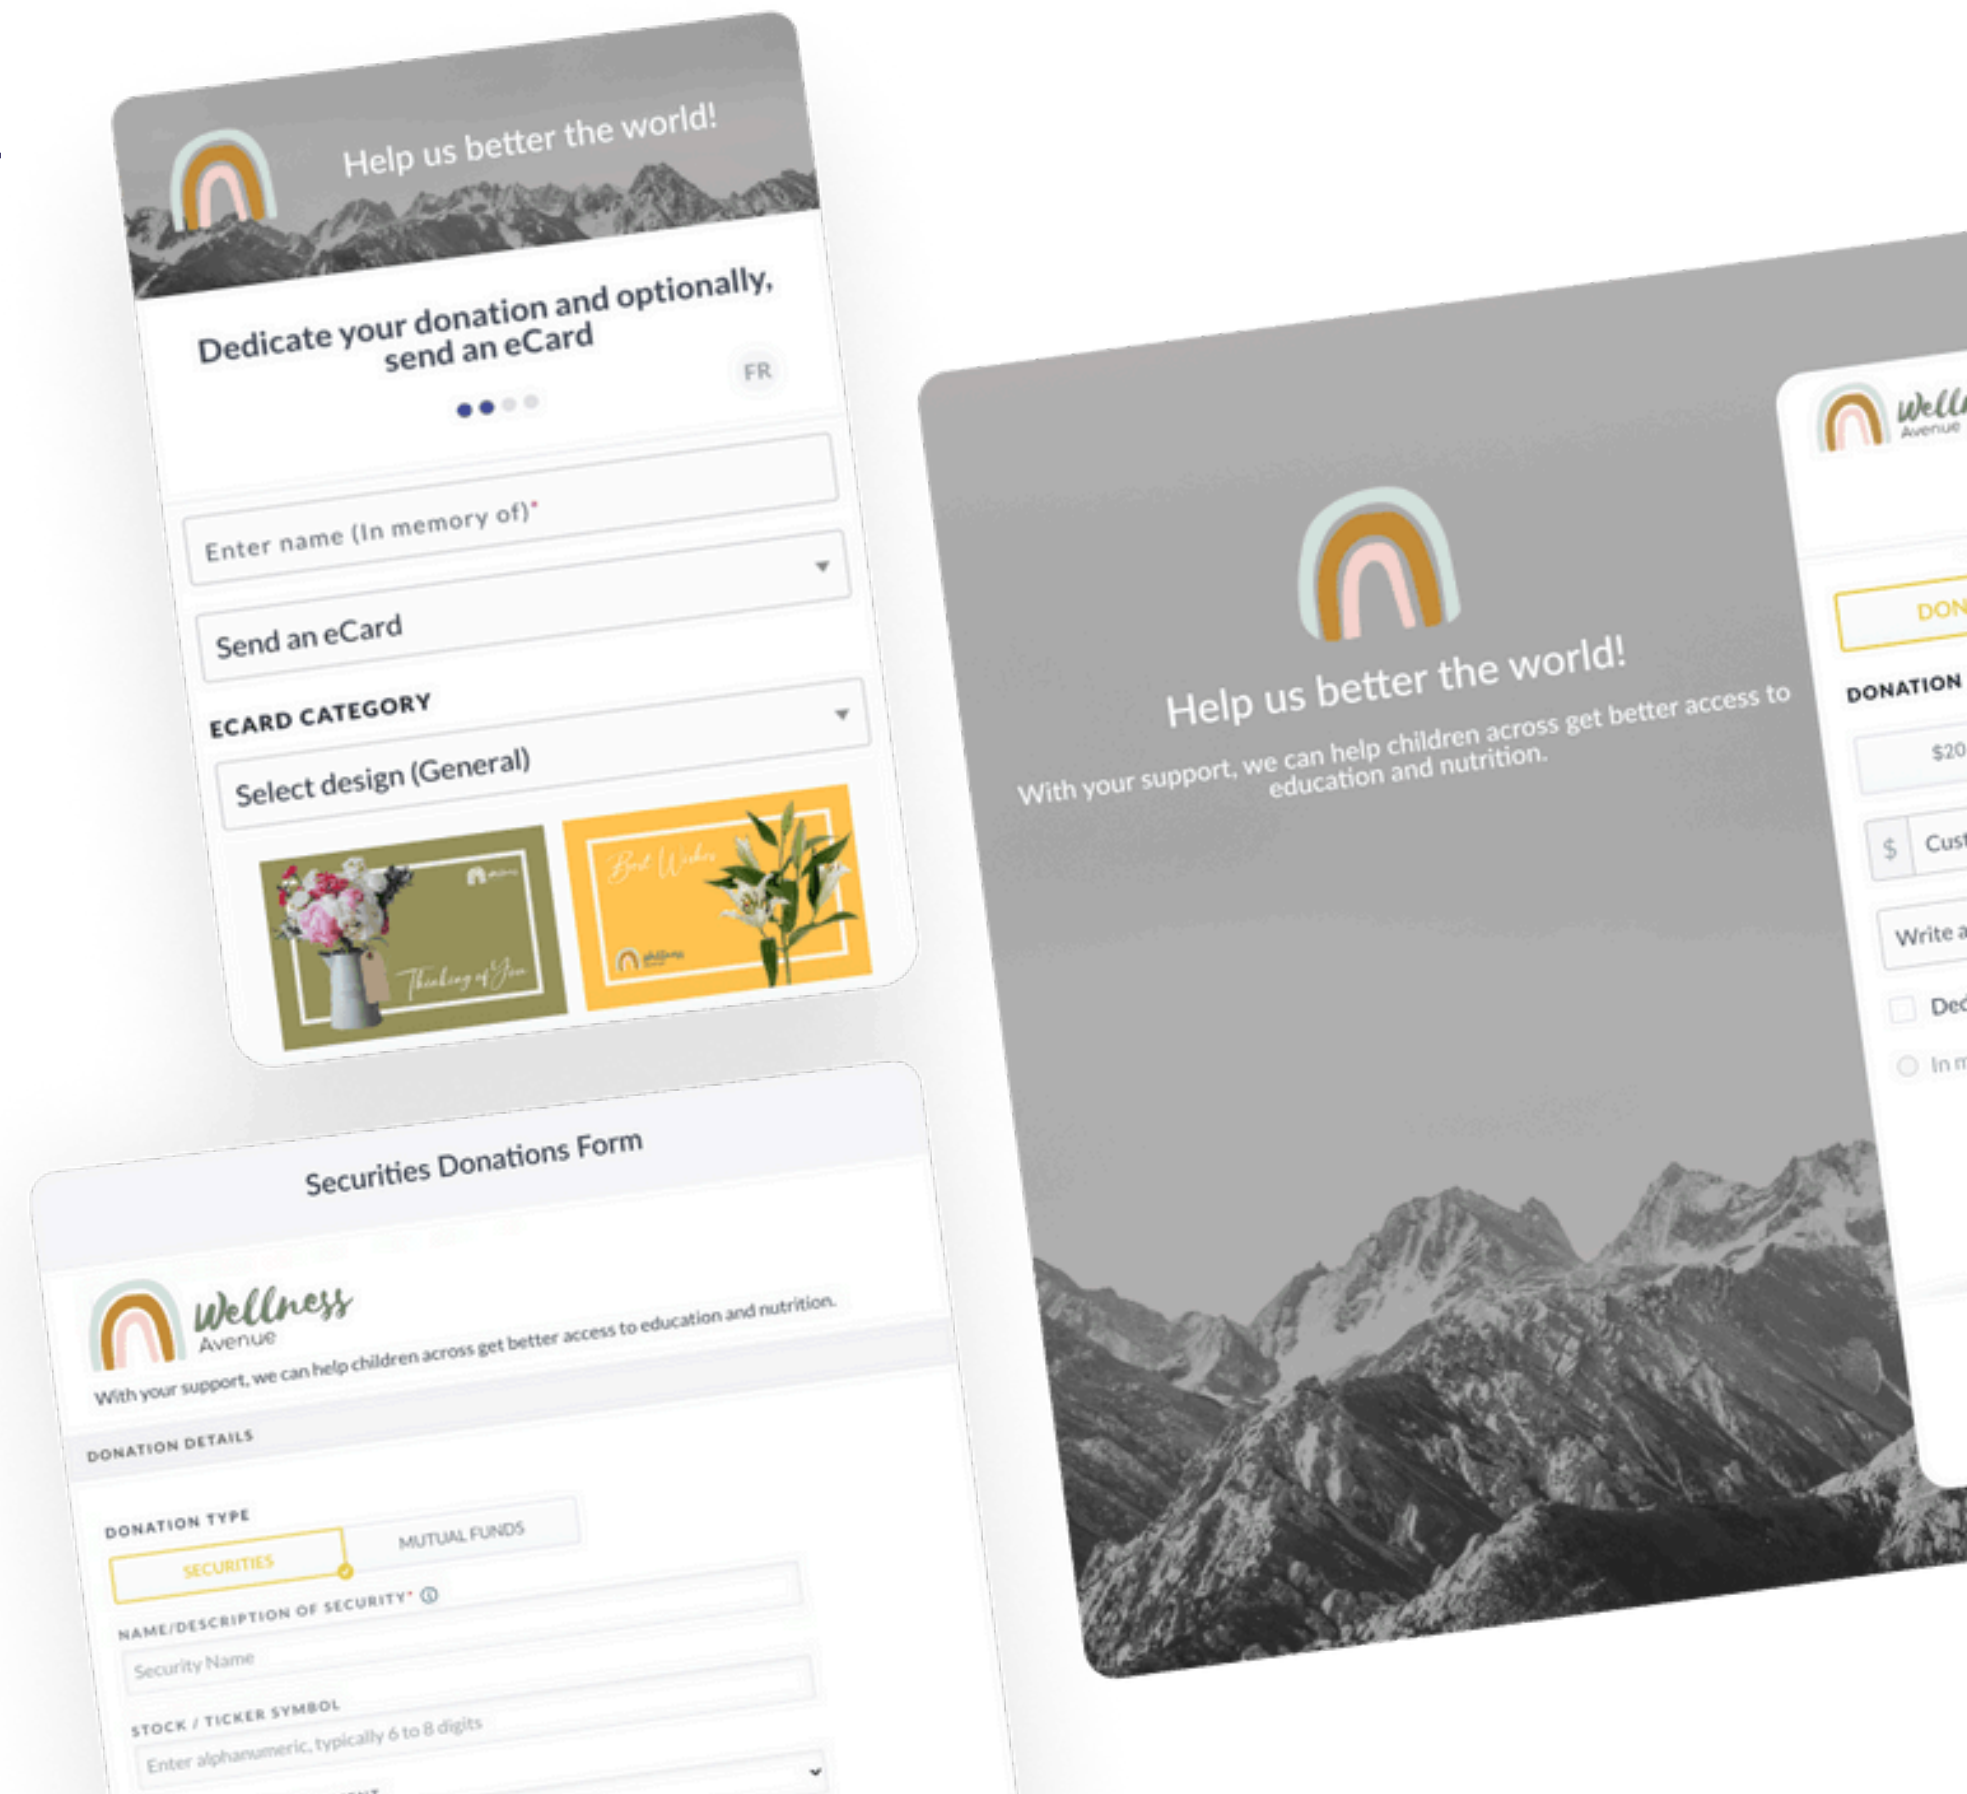 Help us better the world!
Dedicate your donation and optionally,
send an eCard
FR
Enter name (In memory of)*
Send an eCard
ECARD CATEGORY
Select design (General)
Thinking of You
Best Wishes
Wellness
Avenue
Securities Donations Form
Wellness
Avenue
With your support, we can help children across get better access to education and nutrition.
DONATION DETAILS
DONATION TYPE
SECURITIES
MUTUAL FUNDS
NAME/DESCRIPTION OF SECURITY*
Security Name
STOCK / TICKER SYMBOL
Enter alphanumeric, typically 6 to 8 digits
Help us better the world!
With your support, we can help children across get better access to
education and nutrition.
Avenue
DONATION
$20
$
Write a